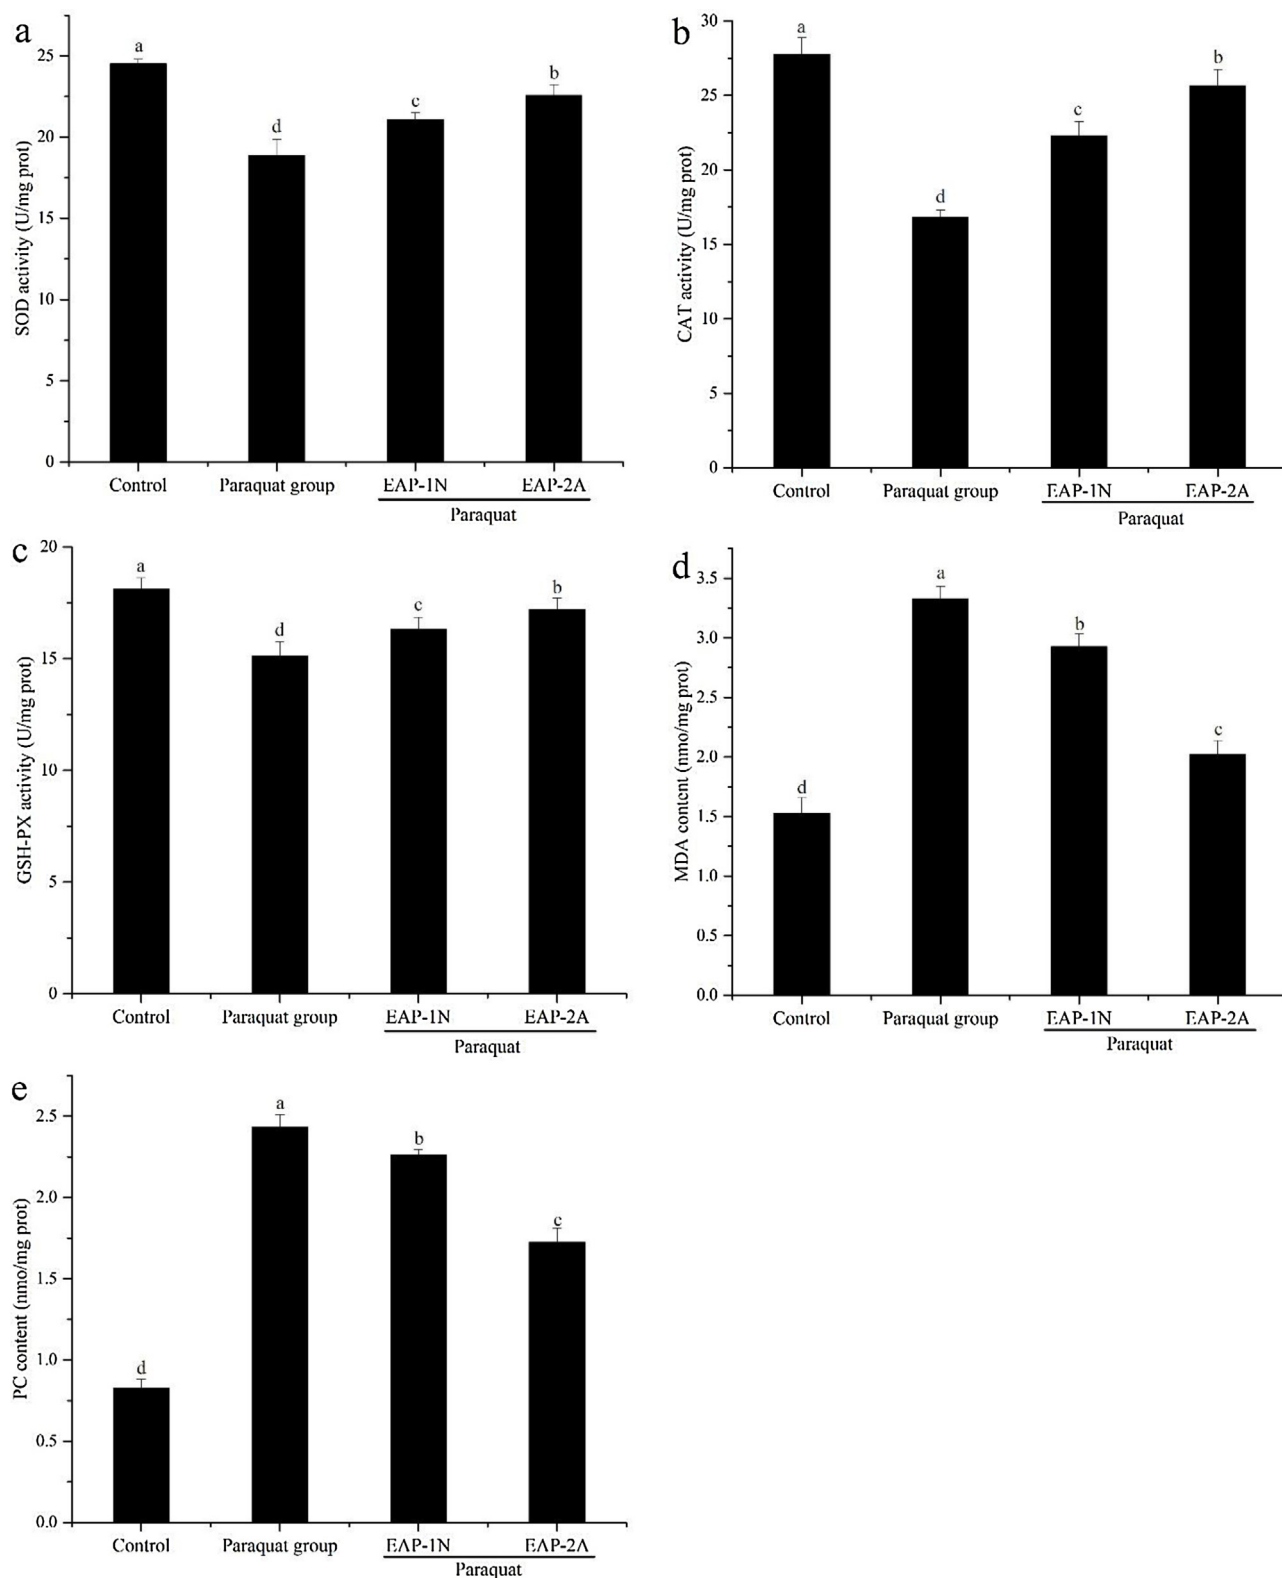 a
SOD activity (U/mg prot)
25
20
15
10
5
0
a
d
c
b
Control
Paraquat group
EAP-1N
EAP-2A
Paraquat
b
CAT activity (U/mg prot)
30
25
20
15
10
5
0
a
d
c
b
Control
Paraquat group
EAP-1N
EAP-2A
Paraquat
c
GSH-PX activity (U/mg prot)
20
15
10
5
0
a
d
c
b
Control
Paraquat group
EAP-1N
EAP-2A
Paraquat
d
MDA content (nmo/mg prot)
3.5
3.0
2.5
2.0
1.5
1.0
0.5
0.0
d
a
b
c
Control
Paraquat group
EAP-1N
EAP-2A
Paraquat
e
PC content (nmo/mg prot)
2.5
2.0
1.5
1.0
0.5
0.0
d
a
b
c
Control
Paraquat group
EAP-1N
EAP-2A
Paraquat